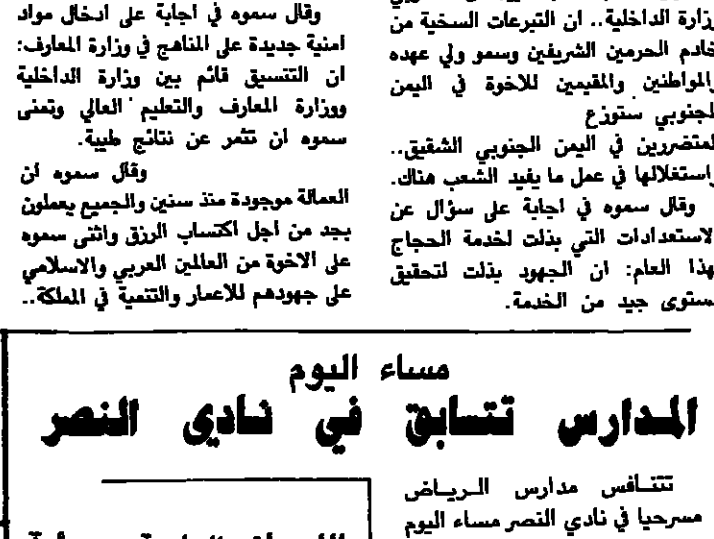 وزارة الداخلية.. ان التبرعات السخية من
خادم الحرمين الشريفين وسمو ولي عهده
والمواطنين والمقيمين للاخوة في اليمن
الجنوبي ستوزع
للمتضررين في اليمن الجنوبي الشقيق..
واستغلالها في عمل ما يفيد الشعب هناك.
وقال سموه في اجابة على سؤال عن
الاستعدادات التي بذلت لخدمة الحجاج
لهذا العام: ان الجهود بذلت لتحقيق
مستوى جيد من الخدمة.
وقال سموه في اجابة على ادخال مواد
امنية جديدة على المناهج في وزارة المعارف:
ان التنسيق قائم بين وزارة الداخلية
ووزارة المعارف والتعليم العالي وتمنى
سموه ان تثمر عن نتائج طيبة.
وقال سموه ان
العمالة موجودة منذ سنين والجميع يعملون
بجد من اجل اكتساب الرزق واثنى سموه
على الاخوة من العالمين العربي والاسلامي
على جهودهم للاعمار والتنمية في المملكة..
مساء اليوم
المدارس تتسابق في نادي النصر
تتنافس مدارس الرياض
مسرحيا في نادي النصر مساء اليوم